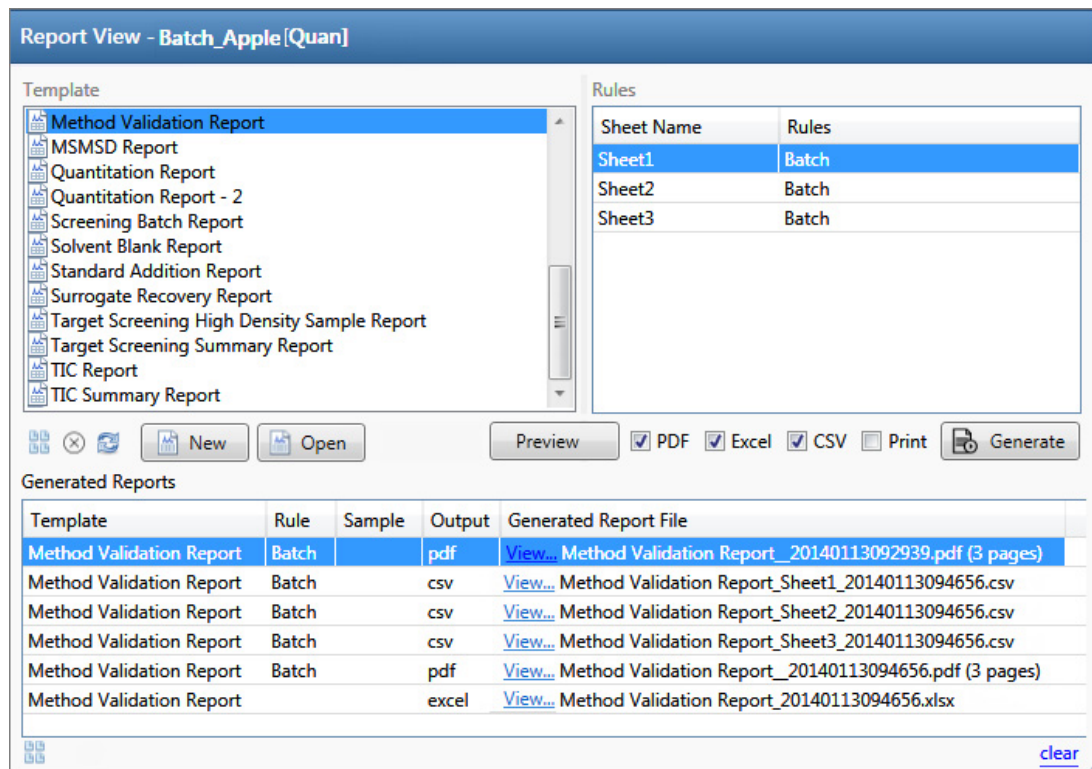 Report View - Batch_Apple[Quan]
Template
Method Validation Report
MSMSD Report
Quantitation Report
Quantitation Report - 2
Screening Batch Report
Solvent Blank Report
Standard Addition Report
Surrogate Recovery Report
Target Screening High Density Sample Report
Target Screening Summary Report
TIC Report
TIC Summary Report
Rules
Sheet Name Rules
Sheet1 Batch
Sheet2 Batch
Sheet3 Batch
New Open Preview PDF Excel CSV Print Generate
Generated Reports
Template Rule Sample Output Generated Report File
Method Validation Report Batch pdf View... Method Validation Report__20140113092939.pdf (3 pages)
Method Validation Report Batch csv View... Method Validation Report_Sheet1_20140113094656.csv
Method Validation Report Batch csv View... Method Validation Report_Sheet2_20140113094656.csv
Method Validation Report Batch csv View... Method Validation Report_Sheet3_20140113094656.csv
Method Validation Report Batch pdf View... Method Validation Report__20140113094656.pdf (3 pages)
Method Validation Report excel View... Method Validation Report_20140113094656.xlsx
clear